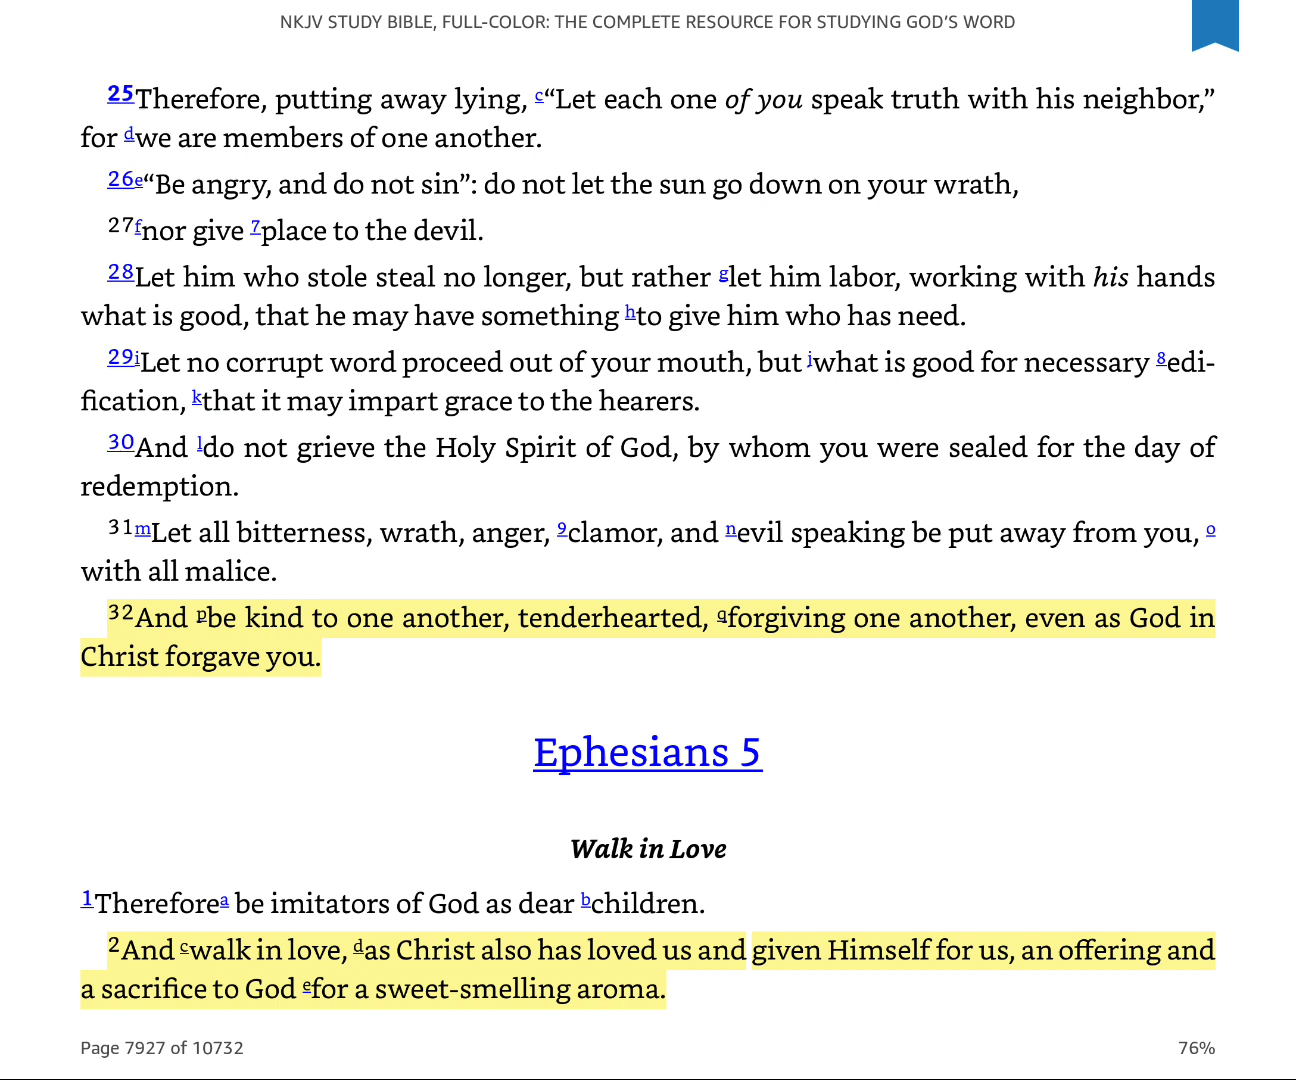 NKJV STUDY BIBLE, FULL-COLOR: THE COMPLETE RESOURCE FOR STUDYING GOD’S WORD
25Therefore, putting away lying, c“Let each one of you speak truth with his neighbor,”
for dwe are members of one another.
26e“Be angry, and do not sin”: do not let the sun go down on your wrath,
27fnor give 7place to the devil.
28Let him who stole steal no longer, but rather glet him labor, working with his hands
what is good, that he may have something hto give him who has need.
29iLet no corrupt word proceed out of your mouth, but jwhat is good for necessary 8edi-
fication, kthat it may impart grace to the hearers.
30And ldo not grieve the Holy Spirit of God, by whom you were sealed for the day of
redemption.
31mLet all bitterness, wrath, anger, 9clamor, and nevil speaking be put away from you, o
with all malice.
32And pbe kind to one another, tenderhearted, qforgiving one another, even as God in
Christ forgave you.
Ephesians 5
Walk in Love
1Thereforea be imitators of God as dear bchildren.
2And cwalk in love, das Christ also has loved us and given Himself for us, an offering and
a sacrifice to God efor a sweet-smelling aroma.
Page 7927 of 10732
76%